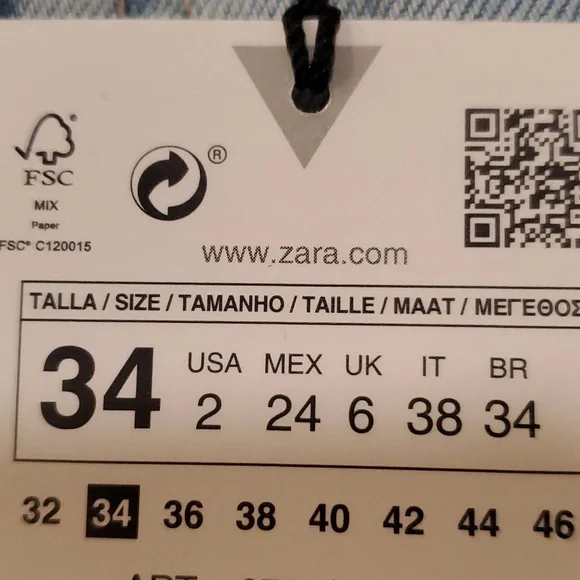 FSC
MIX
Paper
FSC® C120015
®
www.zara.com
TALLA / SIZE / TAMANHO / TAILLE / MAAT / ΜΕΓΕΘΟΣ
34
USA MEX UK IT BR
2 24 6 38 34
32 34 36 38 40 42 44 46